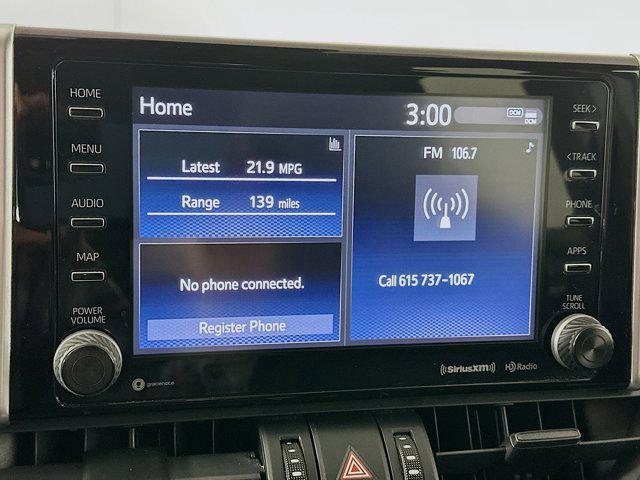 HOME
MENU
AUDIO
MAP
POWER
VOLUME
Home
3:00
DCM
DCM
Latest 21.9 MPG
Range 139 miles
No phone connected.
Register Phone
FM 106.7
Call 615 737-1067
SEEK>
<TRACK
PHONE
APPS
TUNE
SCROLL
gracenote
SiriusXM
HD Radio